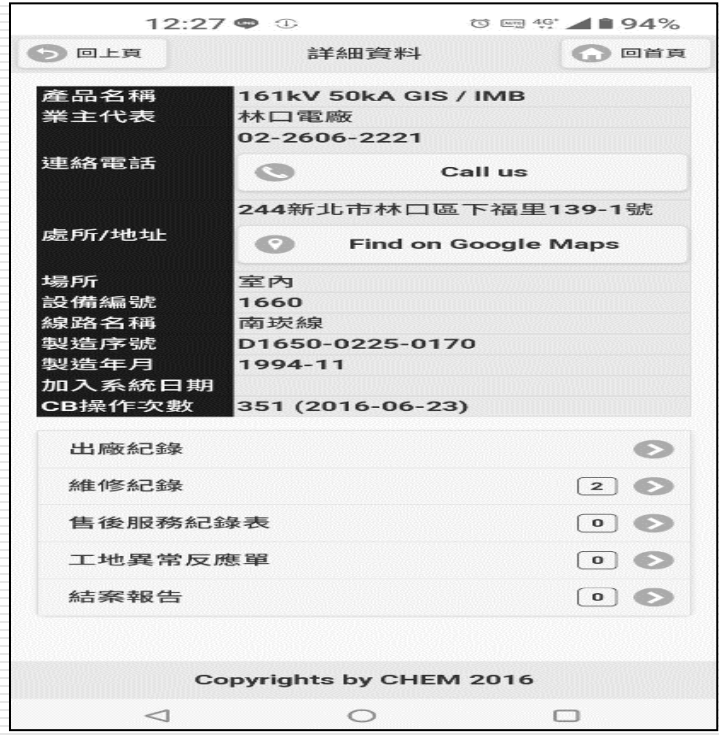 12:27 4G+ 94%
回上頁 詳細資料 回首頁
產品名稱 161kV 50kA GIS / IMB
業主代表 林口電廠
02-2606-2221
連絡電話 Call us
244新北市林口區下福里139-1號
處所/地址 Find on Google Maps
場所 室內
設備編號 1660
線路名稱 南崁線
製造序號 D1650-0225-0170
製造年月 1994-11
加入系統日期
CB操作次數 351 (2016-06-23)
出廠紀錄
維修紀錄 2
售後服務紀錄表 0
工地異常反應單 0
結案報告 0
Copyrights by CHEM 2016